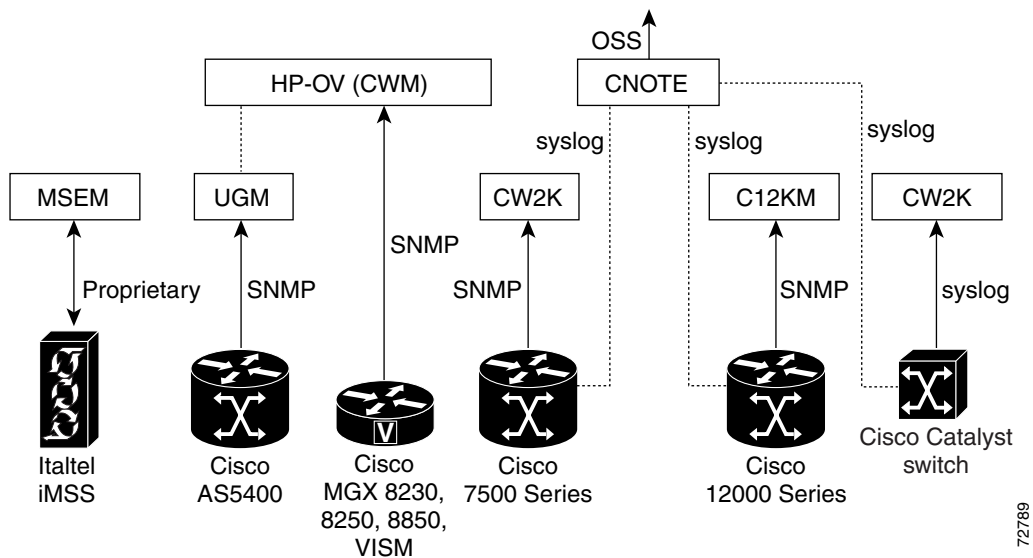 OSS
HP-OV (CWM)
CNOTE
syslog
syslog
syslog
MSEM
UGM
CW2K
C12KM
CW2K
SNMP
Proprietary
SNMP
SNMP
SNMP
syslog
V
Italtel
iMSS
Cisco
AS5400
Cisco
MGX 8230,
8250, 8850,
VISM
Cisco
7500 Series
Cisco
12000 Series
Cisco Catalyst
switch
72789